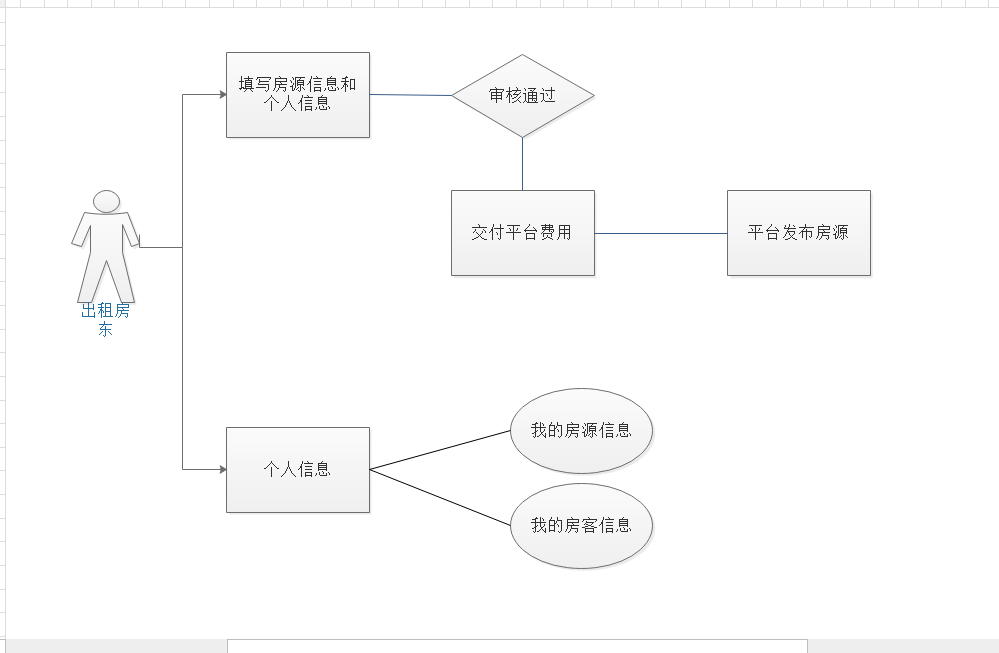 填写房源信息和
个人信息
审核通过
交付平台费用
平台发布房源
出租房
东
个人信息
我的房源信息
我的房客信息